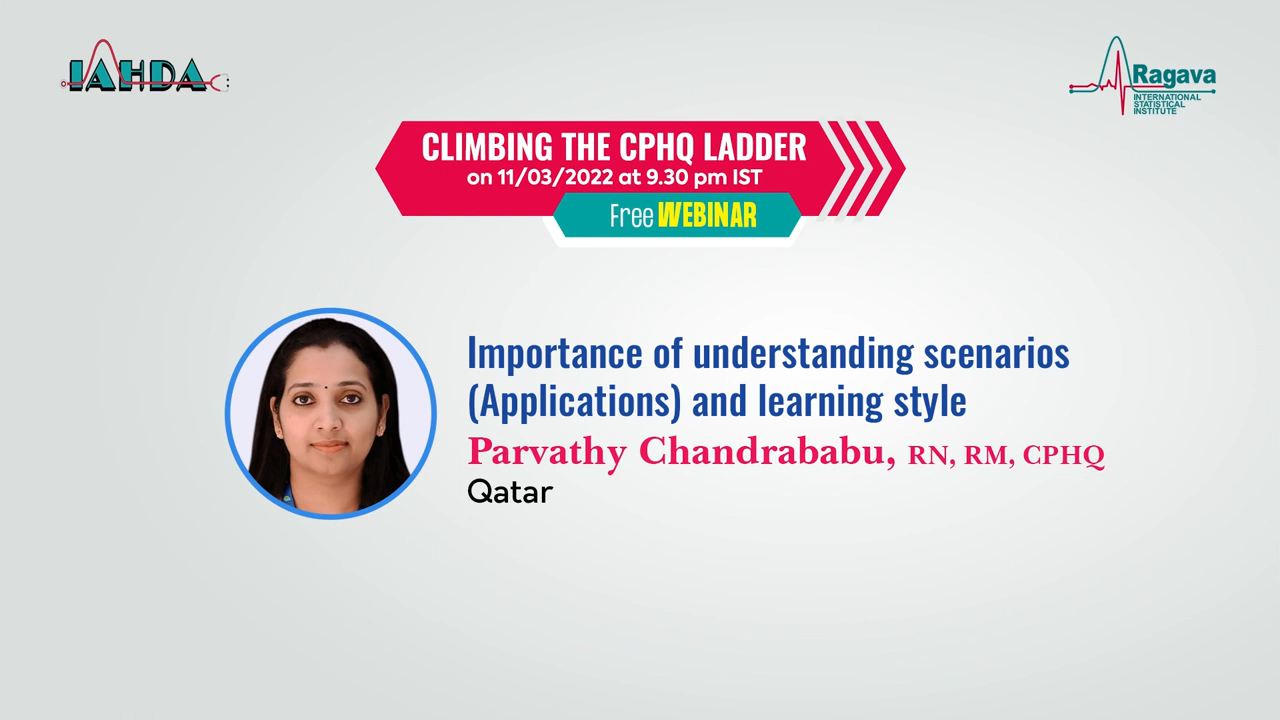 IAHDA
Ragava
INTERNATIONAL
STATISTICAL
INSTITUTE
CLIMBING THE CPHQ LADDER
on 11/03/2022 at 9.30 pm IST
Free WEBINAR
Importance of understanding scenarios
(Applications) and learning style
Parvathy Chandrababu, RN, RM, CPHQ
Qatar